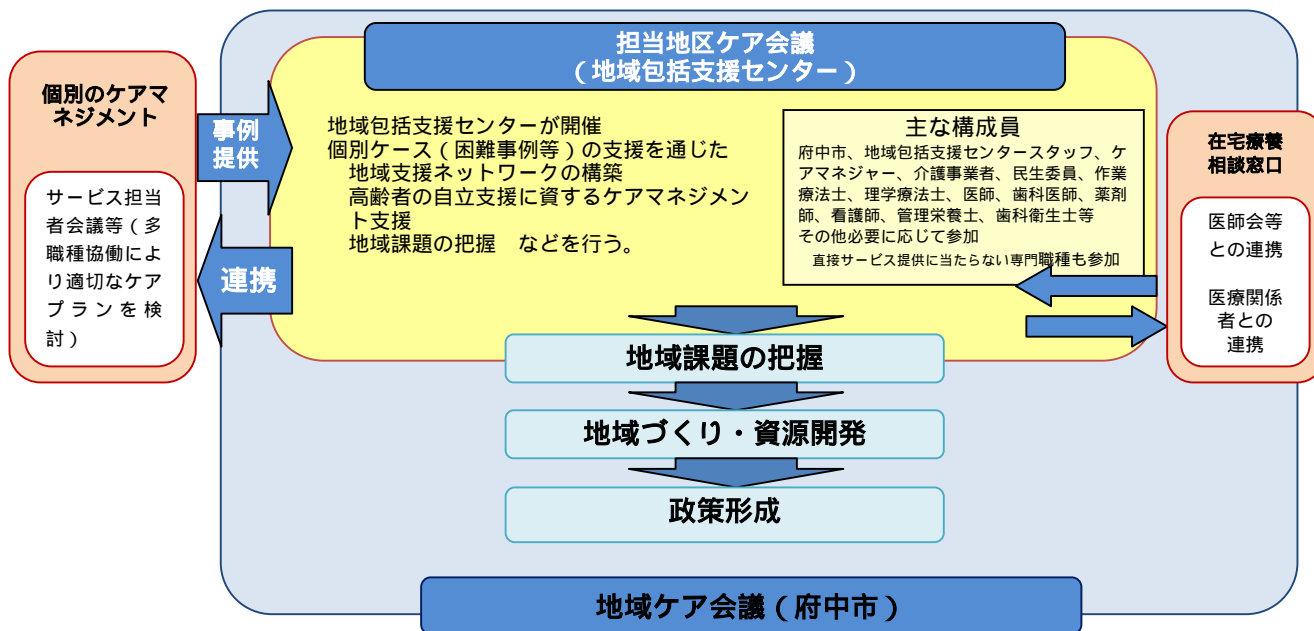 担当地区ケア会議
（地域包括支援センター）
個別のケアマ
ネジメント
サービス担当
者会議等（多
職種協働によ
り適切なケア
プランを検
討）
事例
提供
連携
地域包括支援センターが開催
個別ケース（困難事例等）の支援を通じた
地域支援ネットワークの構築
高齢者の自立支援に資するケアマネジメン
ト支援
地域課題の把握　などを行う。
主な構成員
府中市、地域包括支援センタースタッフ、ケ
アマネジャー、介護事業者、民生委員、作業
療法士、理学療法士、医師、歯科医師、薬剤
師、看護師、管理栄養士、歯科衛生士等
その他必要に応じて参加
直接サービス提供に当たらない専門職種も参加
在宅療養
相談窓口
医師会等
との連携
医療関係
者との
連携
地域課題の把握
地域づくり・資源開発
政策形成
地域ケア会議（府中市）